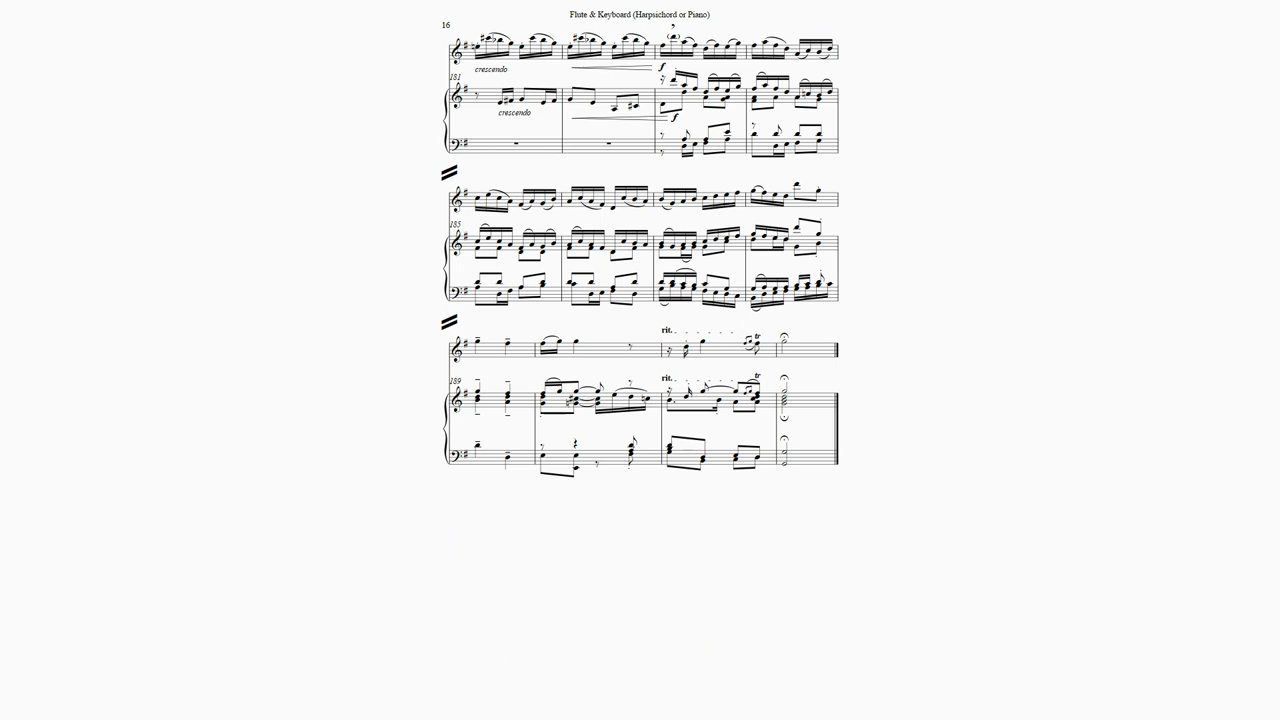 Flute & Keyboard (Harpsichord or Piano)
16
crescendo
f
181
crescendo
f
185
rit.
tr
189
rit.
tr